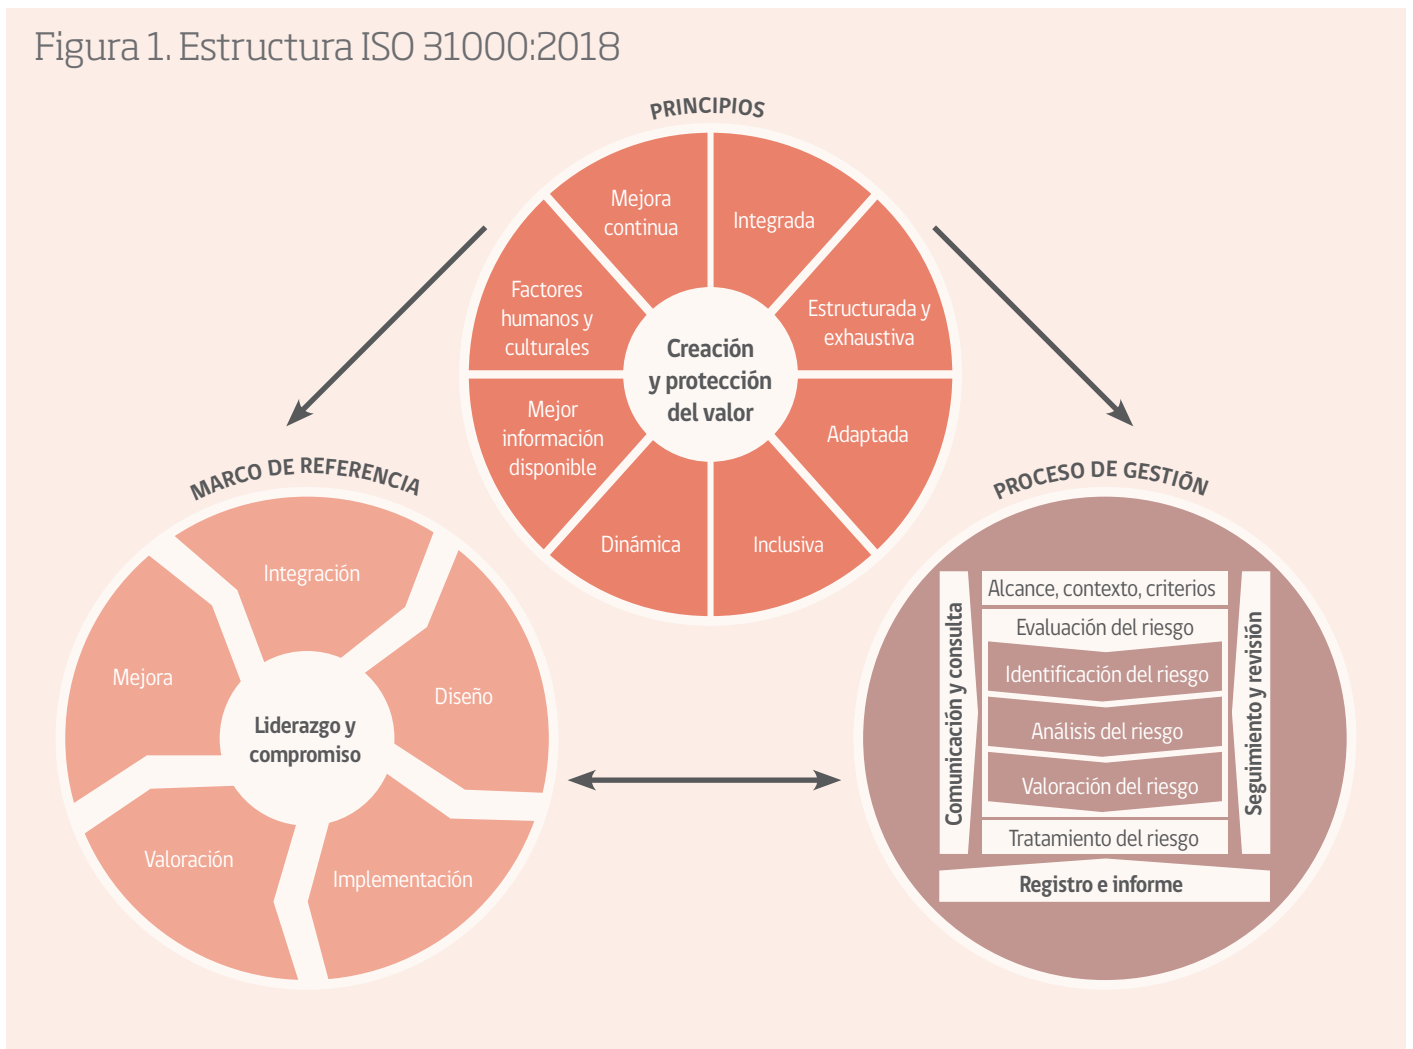 Figura 1. Estructura ISO 31000:2018
PRINCIPIOS
Mejora
continua
Integrada
Factores
humanos y
culturales
Estructurada y
exhaustiva
Creación
y protección
del valor
Mejor
información
disponible
Adaptada
Dinámica
Inclusiva
MARCO DE REFERENCIA
Integración
Mejora
Diseño
Liderazgo y
compromiso
Valoración
Implementación
PROCESO DE GESTIÓN
Comunicación y consulta
Alcance, contexto, criterios
Evaluación del riesgo
Identificación del riesgo
Análisis del riesgo
Valoración del riesgo
Tratamiento del riesgo
Seguimiento y revisión
Registro e informe